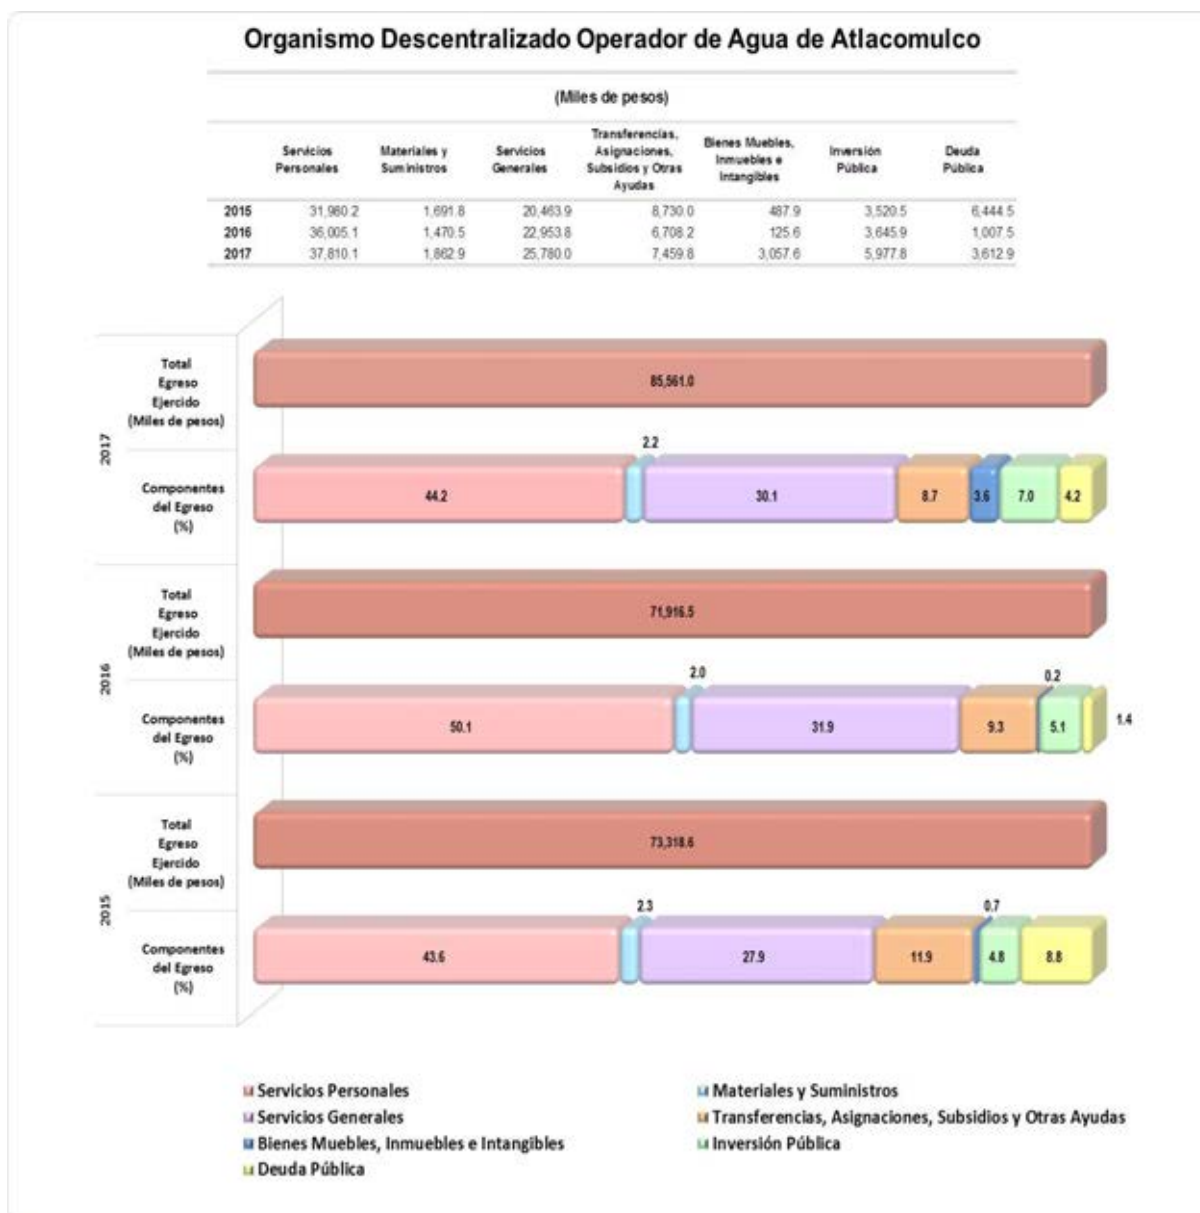 Organismo Descentralizado Operador de Agua de Atlacomulco
(Miles de pesos)
Servicios Personales Materiales y Suministros Servicios Generales Transferencias, Asignaciones, Subsidios y Otras Ayudas Bienes Muebles, Inmuebles e Intangibles Inversión Pública Deuda Pública
2015 31,980.2 1,691.8 20,463.9 8,730.0 487.9 3,520.5 6,444.5
2016 36,005.1 1,470.5 22,953.8 6,708.2 125.6 3,645.9 1,007.5
2017 37,810.1 1,862.9 25,780.0 7,459.8 3,057.6 5,977.8 3,612.9
2017
Total
Egreso
Ejercido
(Miles de pesos)
85,561.0
Componentes
del Egreso
(%)
2.2
44.2 30.1 8.7 3.6 7.0 4.2
2016
Total
Egreso
Ejercido
(Miles de pesos)
71,916.5
Componentes
del Egreso
(%)
2.0 0.2
50.1 31.9 9.3 5.1 1.4
2015
Total
Egreso
Ejercido
(Miles de pesos)
73,318.6
Componentes
del Egreso
(%)
2.3 0.7
43.6 27.9 11.9 4.8 8.8
Servicios Personales Materiales y Suministros
Servicios Generales Transferencias, Asignaciones, Subsidios y Otras Ayudas
Bienes Muebles, Inmuebles e Intangibles Inversión Pública
Deuda Pública